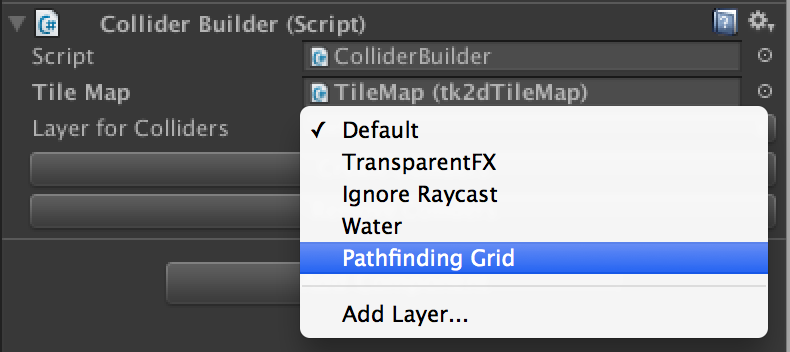 Collider Builder (Script)
Script ColliderBuilder
Tile Map TileMap (tk2dTileMap)
Layer for Colliders
✓ Default
TransparentFX
Ignore Raycast
Water
Pathfinding Grid
Add Layer...